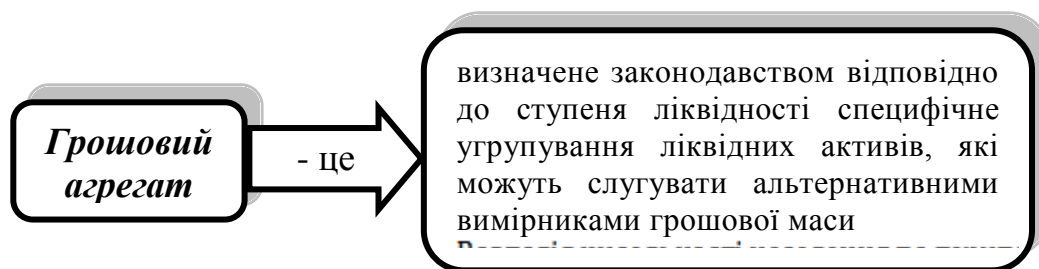 Грошовий
агрегат
- це
визначене законодавством відповідно
до ступеня ліквідності специфічне
угрупування ліквідних активів, які
можуть слугувати альтернативними
вимірниками грошової маси